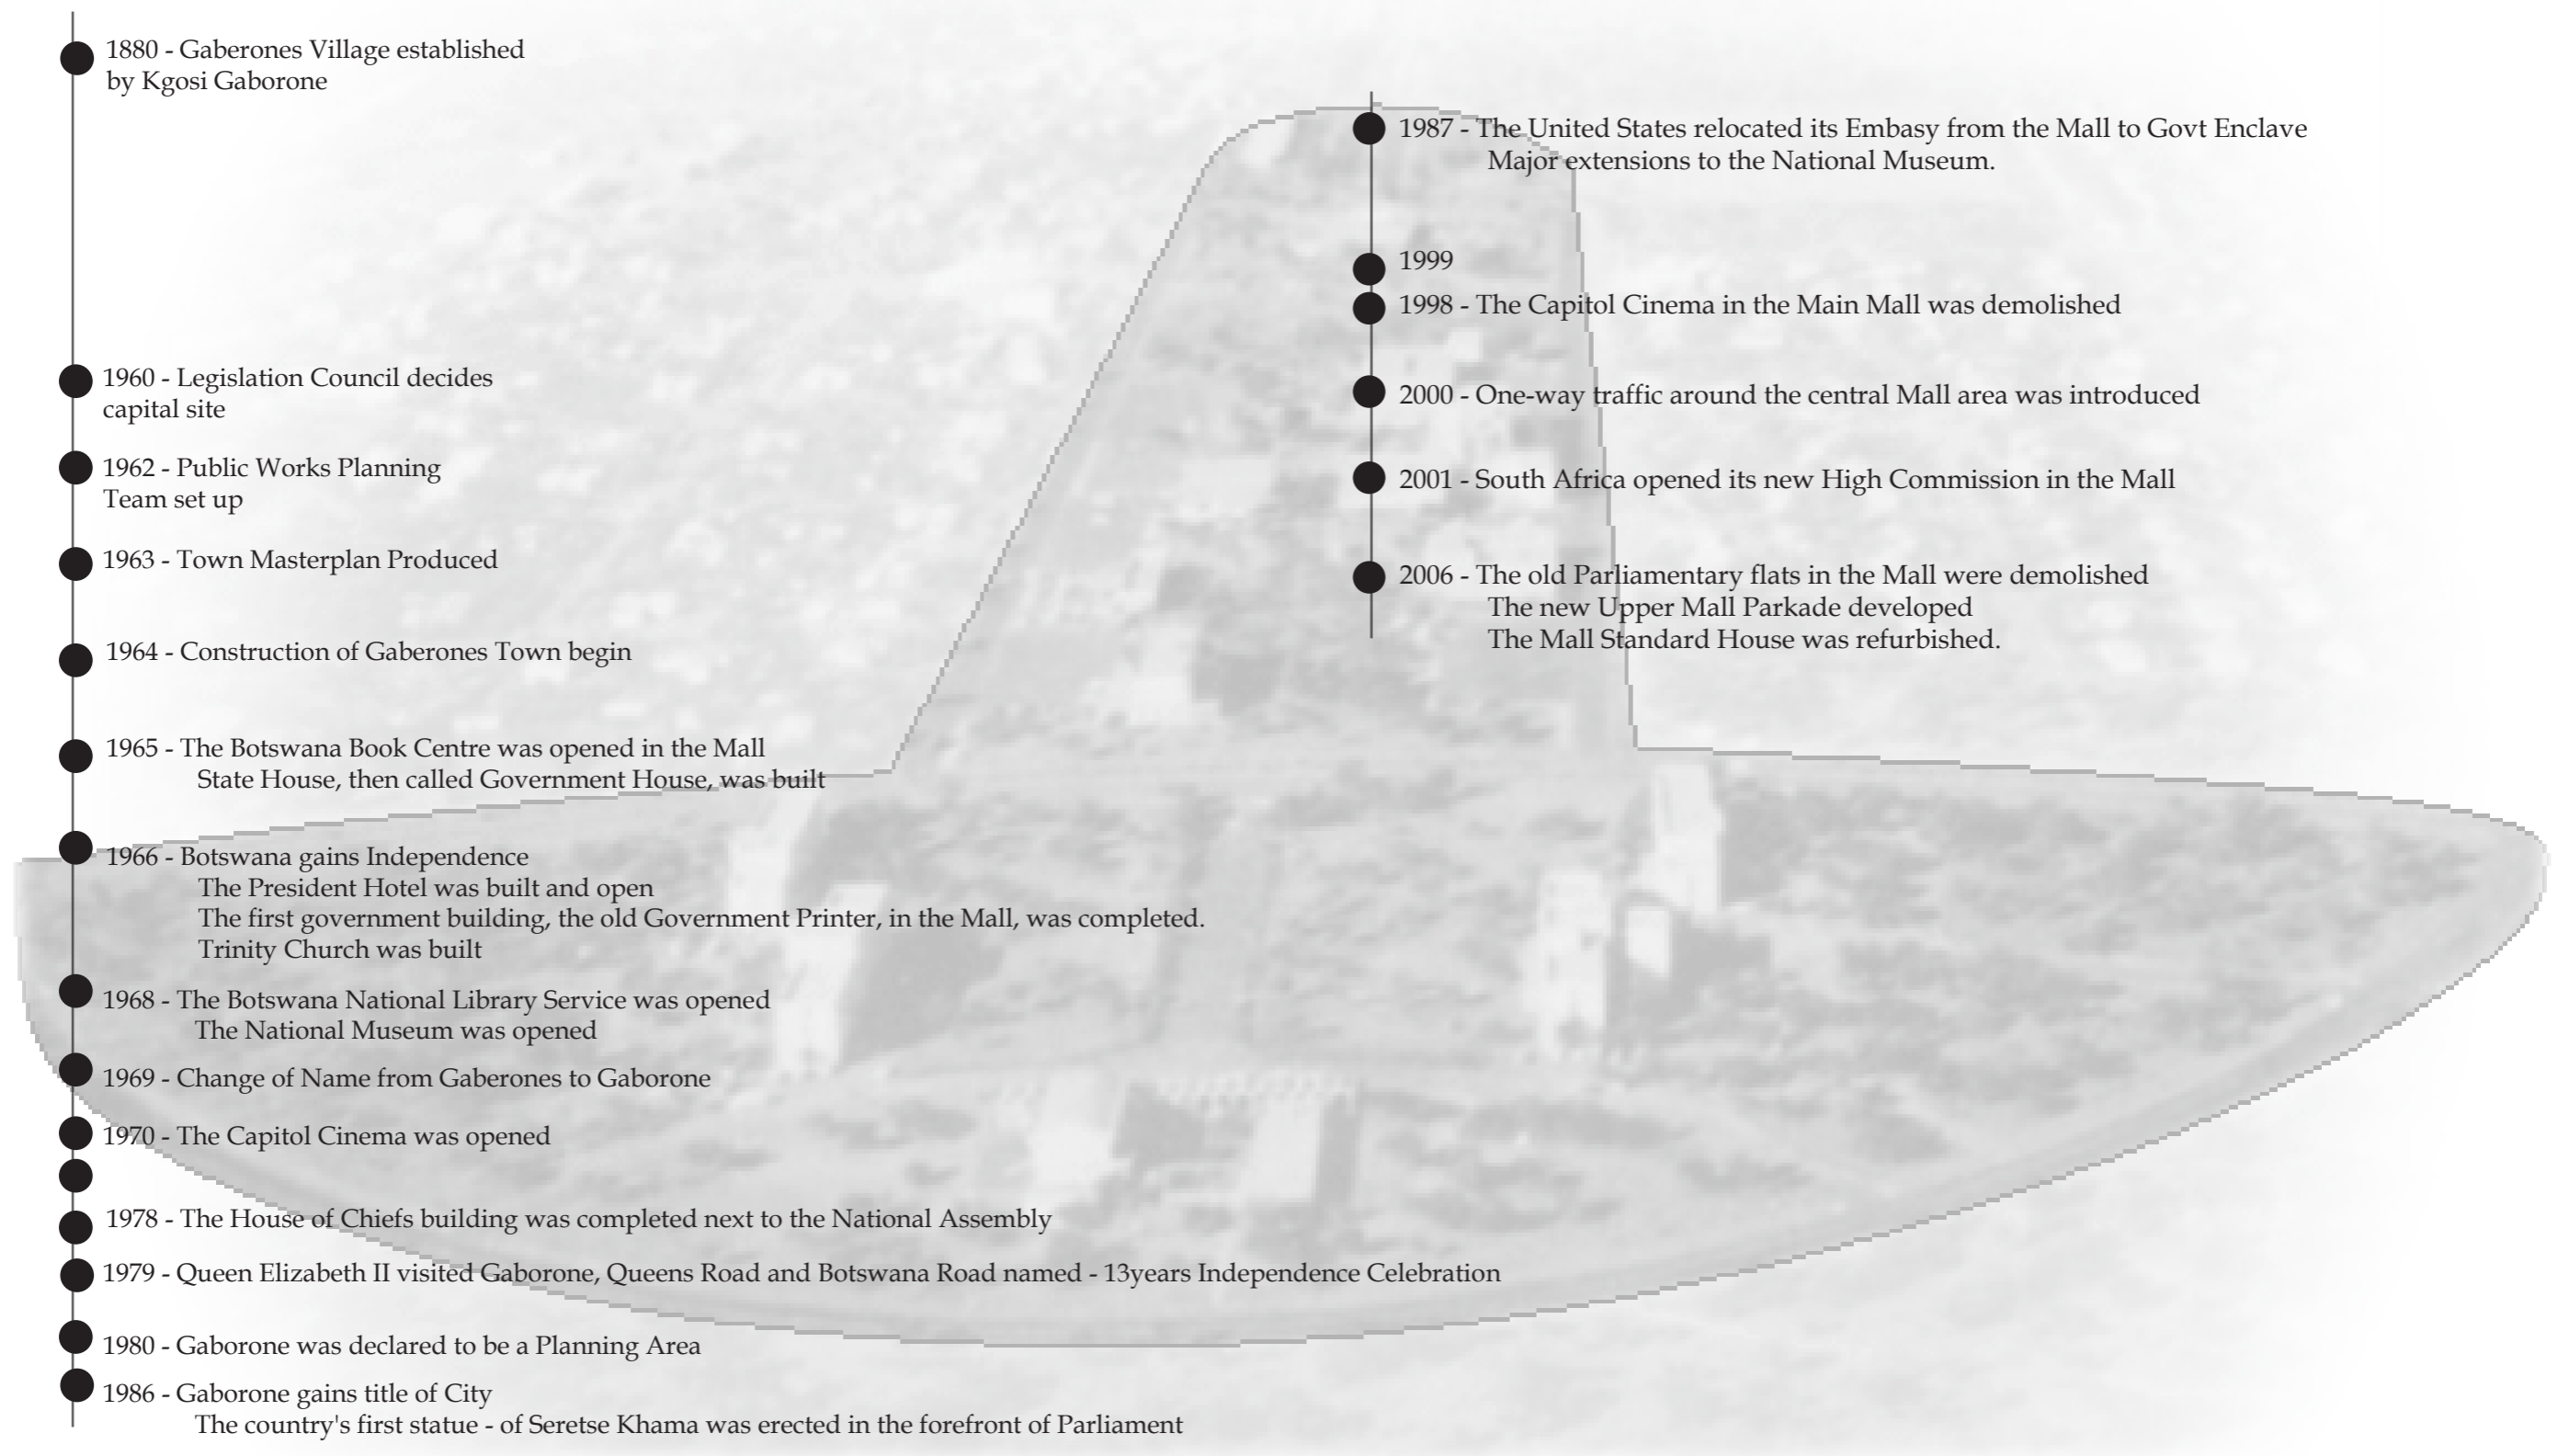 1880 - Gaberones Village established
by Kgosi Gaborone
1960 - Legislation Council decides
capital site
1962 - Public Works Planning
Team set up
1963 - Town Masterplan Produced
1964 - Construction of Gaberones Town begin
1965 - The Botswana Book Centre was opened in the Mall
State House, then called Government House, was built
1966 - Botswana gains Independence
The President Hotel was built and open
The first government building, the old Government Printer, in the Mall, was completed.
Trinity Church was built
1968 - The Botswana National Library Service was opened
The National Museum was opened
1969 - Change of Name from Gaberones to Gaborone
1970 - The Capitol Cinema was opened
1978 - The House of Chiefs building was completed next to the National Assembly
1979 - Queen Elizabeth II visited Gaborone, Queens Road and Botswana Road named - 13years Independence Celebration
1980 - Gaborone was declared to be a Planning Area
1986 - Gaborone gains title of City
The country's first statue - of Seretse Khama was erected in the forefront of Parliament
1987 - The United States relocated its Embasy from the Mall to Govt Enclave
Major extensions to the National Museum.
1999
1998 - The Capitol Cinema in the Main Mall was demolished
2000 - One-way traffic around the central Mall area was introduced
2001 - South Africa opened its new High Commission in the Mall
2006 - The old Parliamentary flats in the Mall were demolished
The new Upper Mall Parkade developed
The Mall Standard House was refurbished.